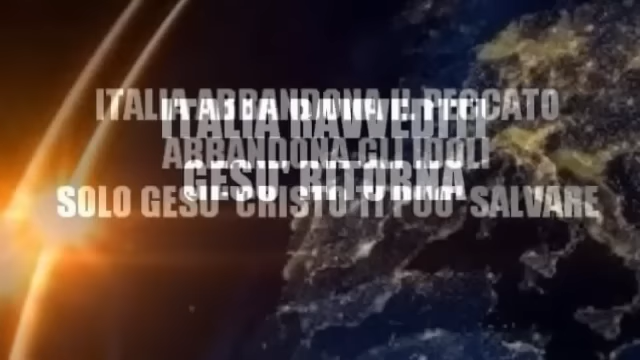 ITALIA ABBANDONA IL PECCATO
ITALIA RAVVEDITI
ABBANDONA GLI IDOLI
GESU' RITORNA
SOLO GESU' CRISTO TI PUO' SALVARE